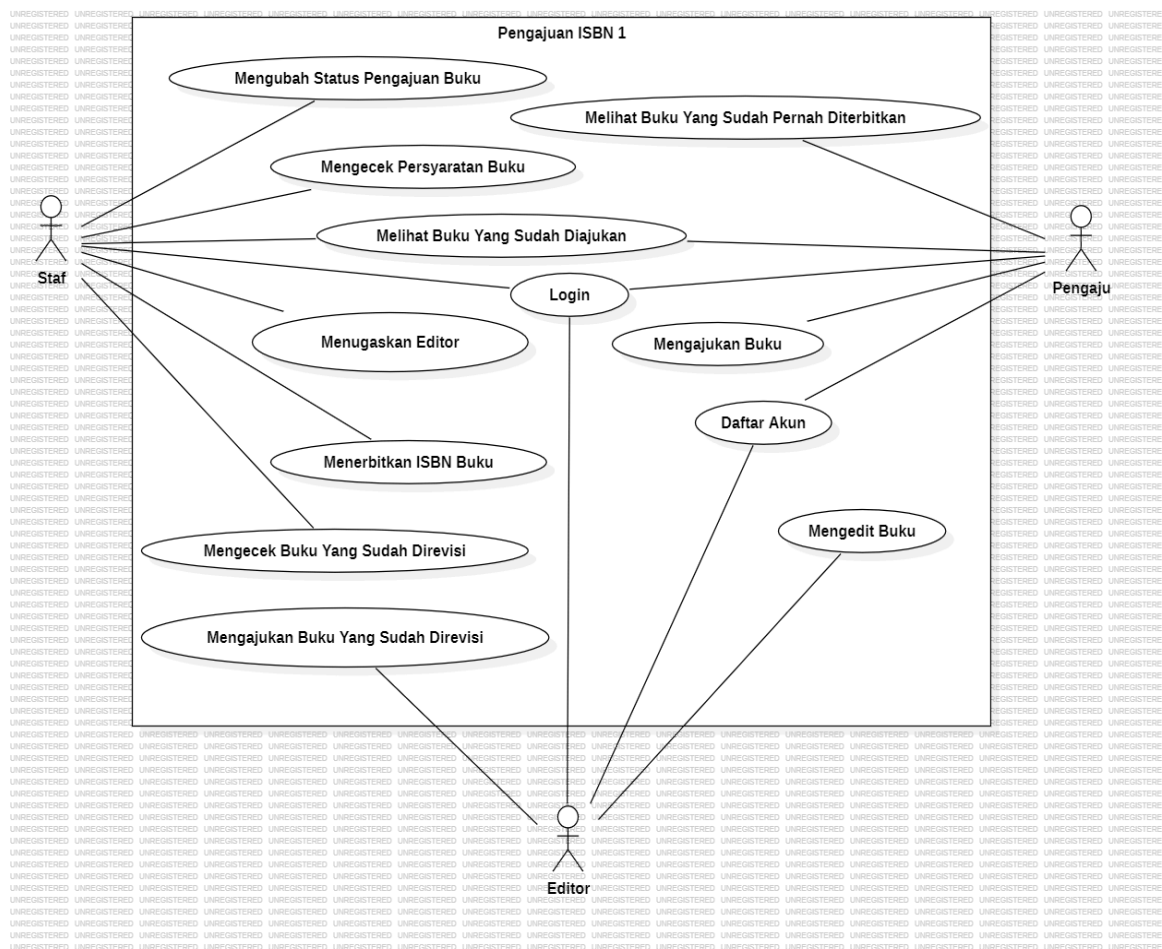 Pengajuan ISBN 1
Mengubah Status Pengajuan Buku
Melihat Buku Yang Sudah Pernah Diterbitkan
Mengecek Persyaratan Buku
Melihat Buku Yang Sudah Diajukan
Staf
Pengaju
Login
Menugaskan Editor
Mengajukan Buku
Daftar Akun
Menerbitkan ISBN Buku
Mengedit Buku
Mengecek Buku Yang Sudah Direvisi
Mengajukan Buku Yang Sudah Direvisi
Editor
UNREGISTERED